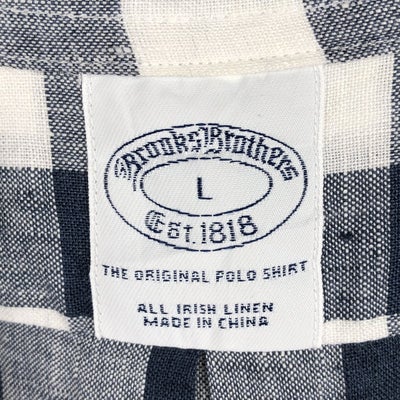 Brooks Brothers
L
Est. 1818
THE ORIGINAL POLO SHIRT
ALL IRISH LINEN
MADE IN CHINA